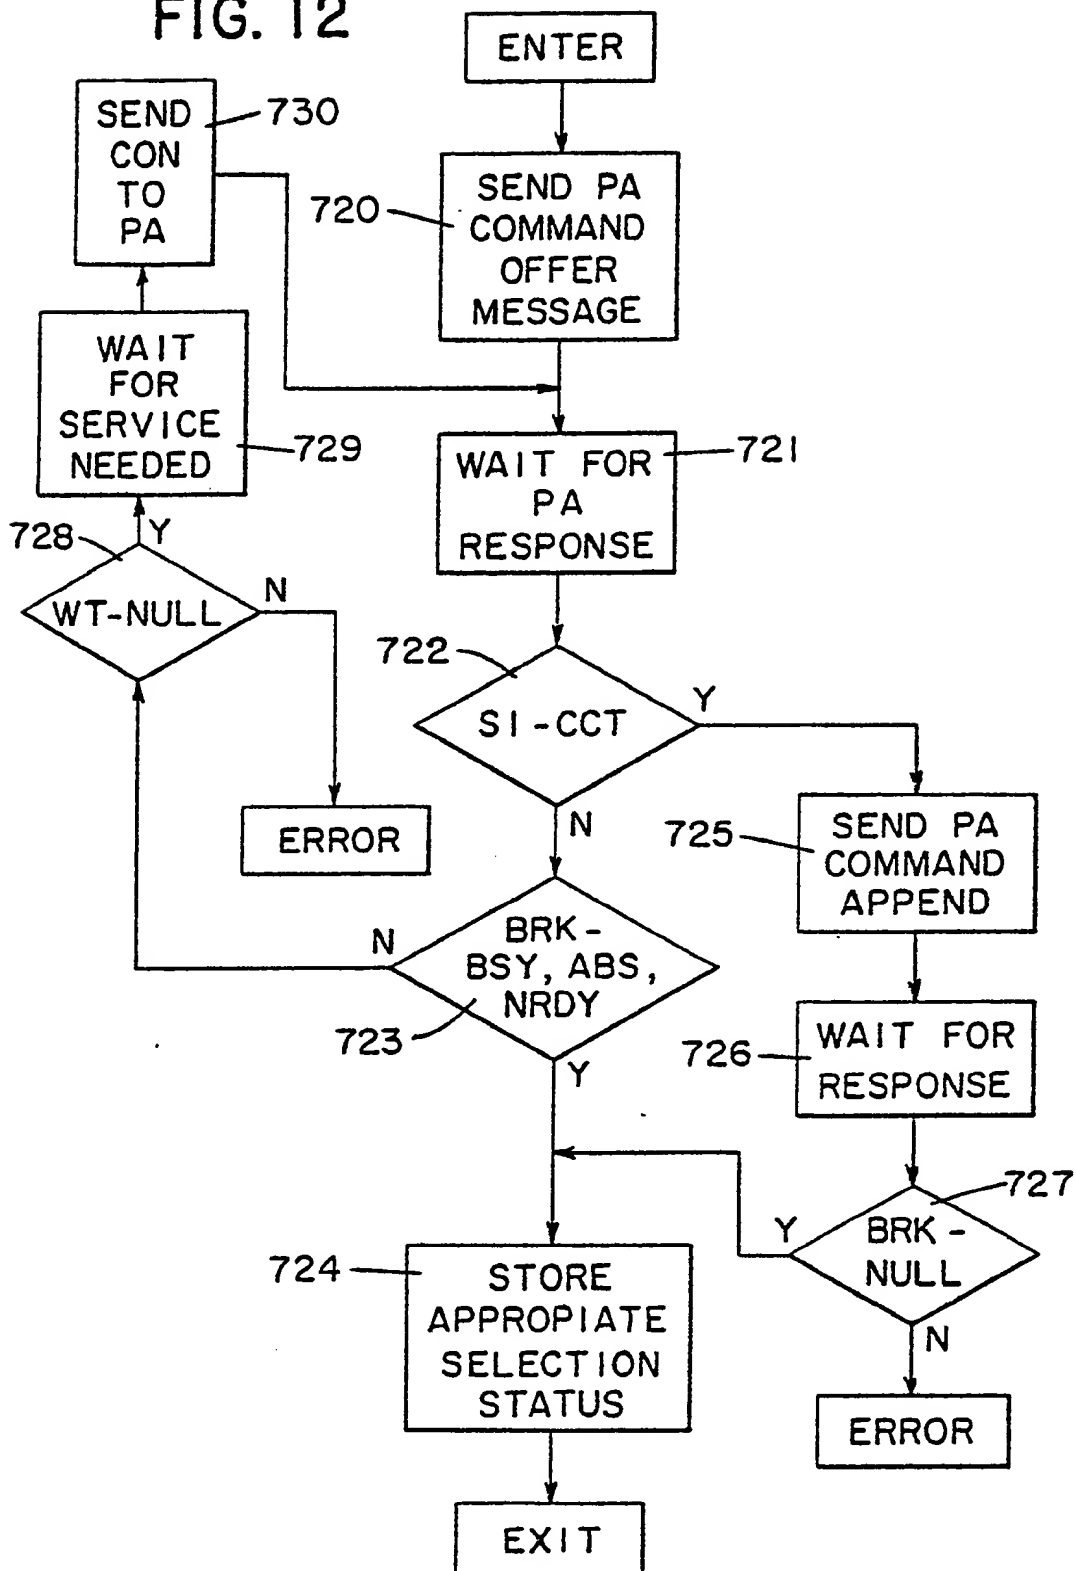 FIG. 12
ENTER
SEND
CON
TO
PA
730
SEND PA
COMMAND
OFFER
MESSAGE
720
WAIT
FOR
SERVICE
NEEDED
729
WAIT FOR
PA
RESPONSE
721
728
Y
WT-NULL
N
ERROR
722
SI-CCT
Y
N
725
SEND PA
COMMAND
APPEND
N
BRK-
BSY, ABS,
NRDY
723
Y
726
WAIT FOR
RESPONSE
727
Y
BRK-
NULL
N
ERROR
724
STORE
APPROPIATE
SELECTION
STATUS
EXIT